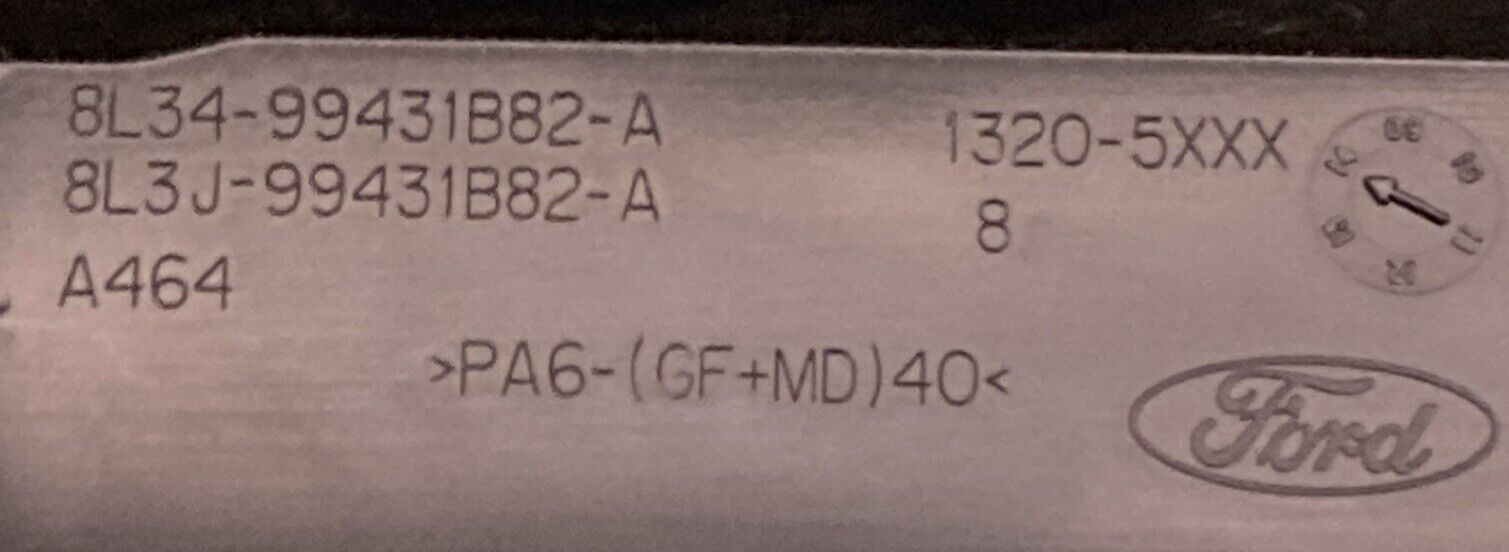 8L34-99431B82-A
8L3J-99431B82-A
A464
1320-5XXX
8
>PA6-(GF+MD)40<
Ford